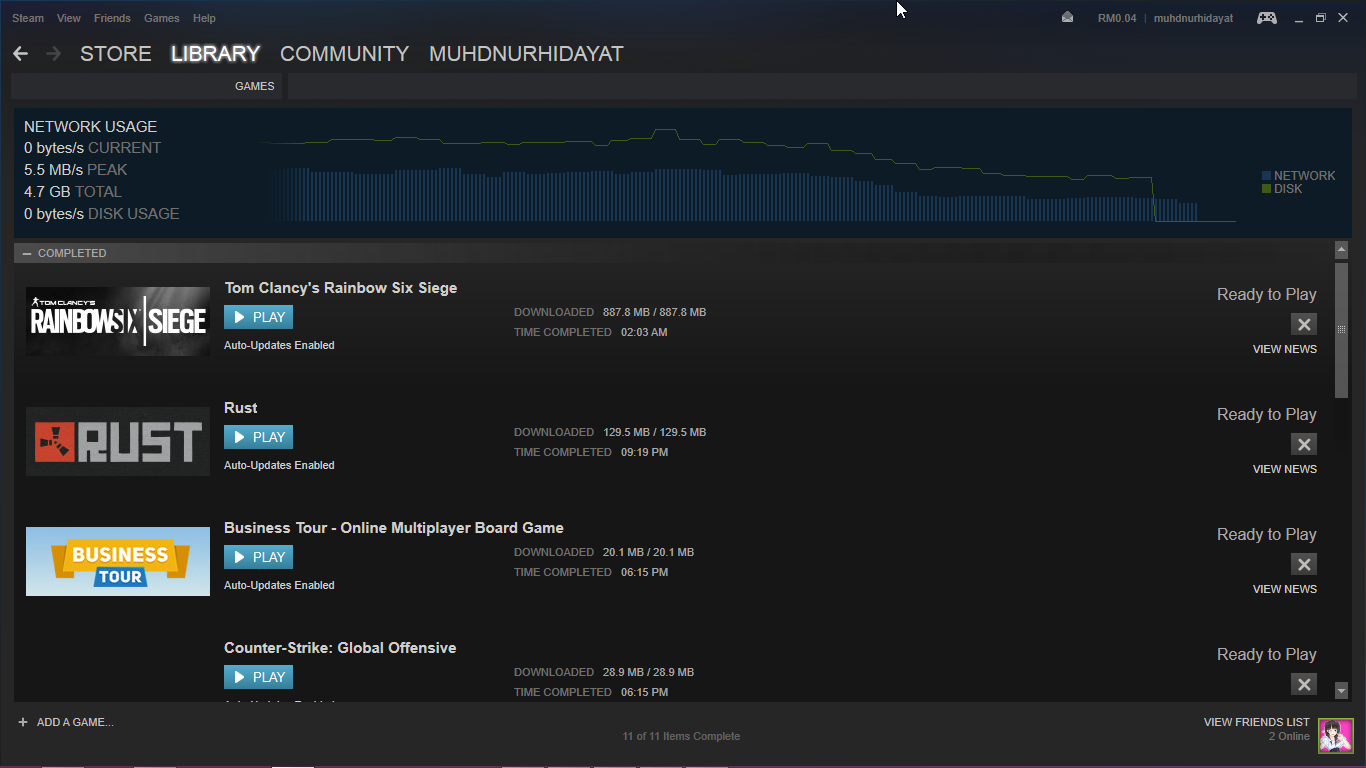 Steam View Friends Games Help
RM0.04 | muhdnurhidayat
STORE LIBRARY COMMUNITY MUHDNURHIDAYAT
GAMES
NETWORK USAGE
0 bytes/s CURRENT
5.5 MB/s PEAK
4.7 GB TOTAL
0 bytes/s DISK USAGE
NETWORK
DISK
COMPLETED
TOM CLANCY'S
RAINBOWSIX SIEGE
Tom Clancy's Rainbow Six Siege
PLAY
Auto-Updates Enabled
DOWNLOADED 887.8 MB / 887.8 MB
TIME COMPLETED 02:03 AM
Ready to Play
VIEW NEWS
RUST
Rust
PLAY
Auto-Updates Enabled
DOWNLOADED 129.5 MB / 129.5 MB
TIME COMPLETED 09:19 PM
Ready to Play
VIEW NEWS
BUSINESS
TOUR
Business Tour - Online Multiplayer Board Game
PLAY
Auto-Updates Enabled
DOWNLOADED 20.1 MB / 20.1 MB
TIME COMPLETED 06:15 PM
Ready to Play
VIEW NEWS
Counter-Strike: Global Offensive
PLAY
DOWNLOADED 28.9 MB / 28.9 MB
TIME COMPLETED 06:15 PM
Ready to Play
+ ADD A GAME...
11 of 11 Items Complete
VIEW FRIENDS LIST
2 Online